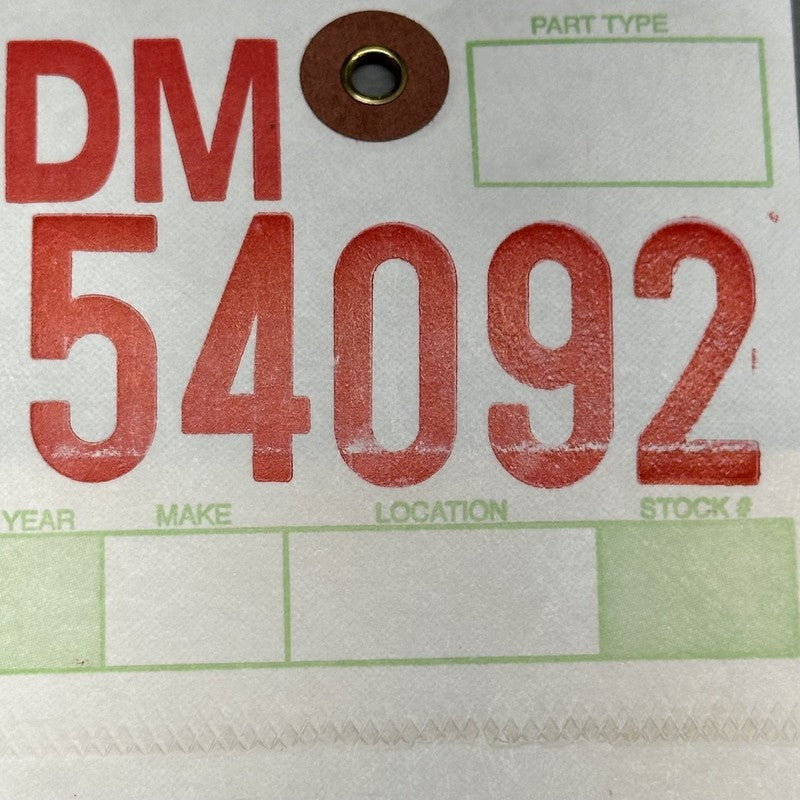 PART TYPE
DM
54092
YEAR MAKE LOCATION STOCK #